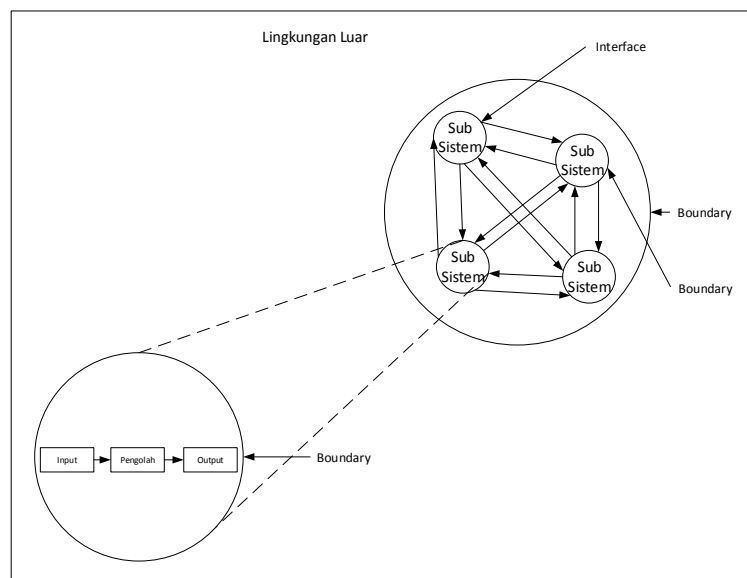 Lingkungan Luar
Interface
Sub
Sistem
Sub
Sistem
Boundary
Sub
Sistem
Sub
Sistem
Boundary
Input
Pengolah
Output
Boundary